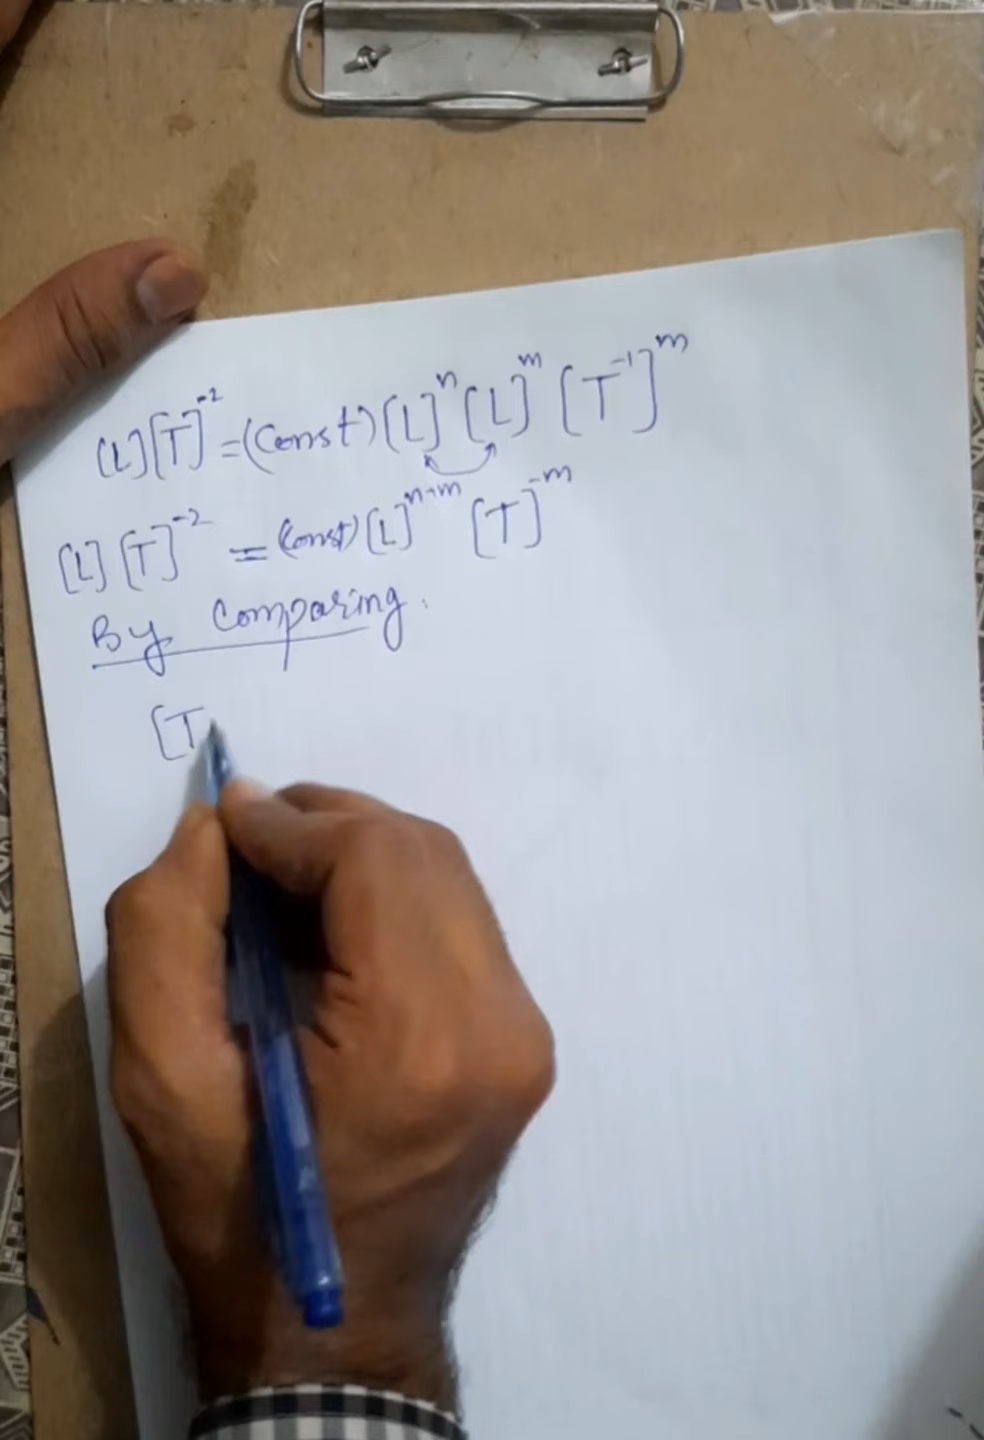 [L][T]⁻² = (Const)[L]ⁿ[L]ᵐ[T⁻¹]ᵐ
[L][T]⁻² = (Const)[L]ⁿ⁺ᵐ[T]⁻ᵐ
By Comparing.
[T